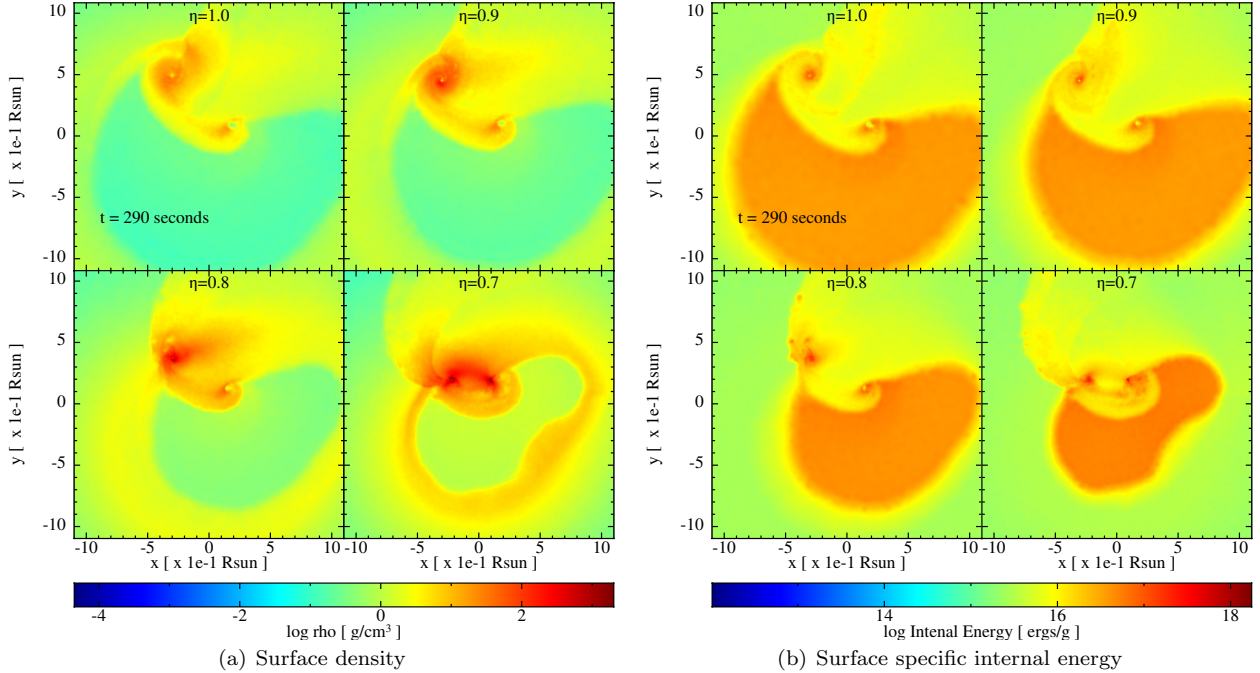 η=1.0
η=0.9
η=0.8
η=0.7
t = 290 seconds
10
5
0
-5
-10
y [ x 1e-1 Rsun]
10
5
0
-5
-10
y [ x 1e-1 Rsun]
-10 -5 0 5 10 -5 0 5 10
x [ x 1e-1 Rsun] x [ x 1e-1 Rsun]
-4 -2 0 2
log rho [ g/cm³ ]
(a) Surface density
η=1.0
η=0.9
η=0.8
η=0.7
t = 290 seconds
10
5
0
-5
-10
y [ x 1e-1 Rsun]
10
5
0
-5
-10
y [ x 1e-1 Rsun]
-10 -5 0 5 10 -5 0 5 10
x [ x 1e-1 Rsun] x [ x 1e-1 Rsun]
14 16 18
log Intenal Energy [ ergs/g ]
(b) Surface specific internal energy